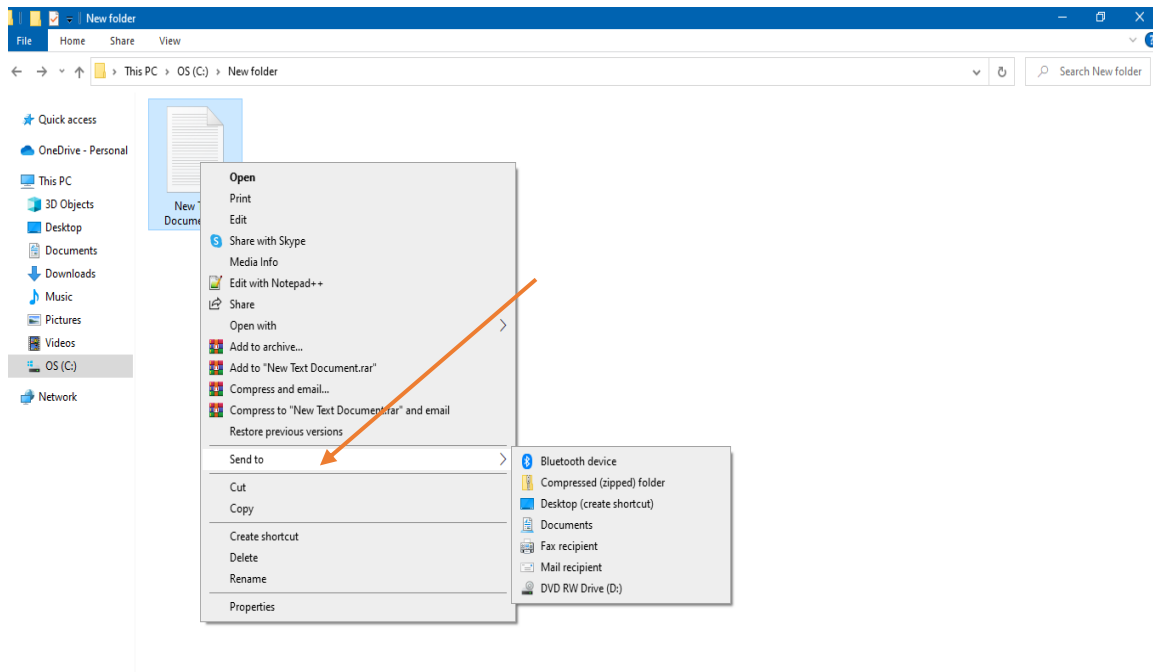 New folder
File Home Share View
This PC > OS (C:) > New folder
Search New folder
Quick access
OneDrive - Personal
This PC
3D Objects
Desktop
Documents
Downloads
Music
Pictures
Videos
OS (C:)
Network
New
Docume
Open
Print
Edit
Share with Skype
Media Info
Edit with Notepad++
Share
Open with
Add to archive...
Add to "New Text Document.rar"
Compress and email...
Compress to "New Text Document.rar" and email
Restore previous versions
Send to
Cut
Copy
Create shortcut
Delete
Rename
Properties
Bluetooth device
Compressed (zipped) folder
Desktop (create shortcut)
Documents
Fax recipient
Mail recipient
DVD RW Drive (D:)